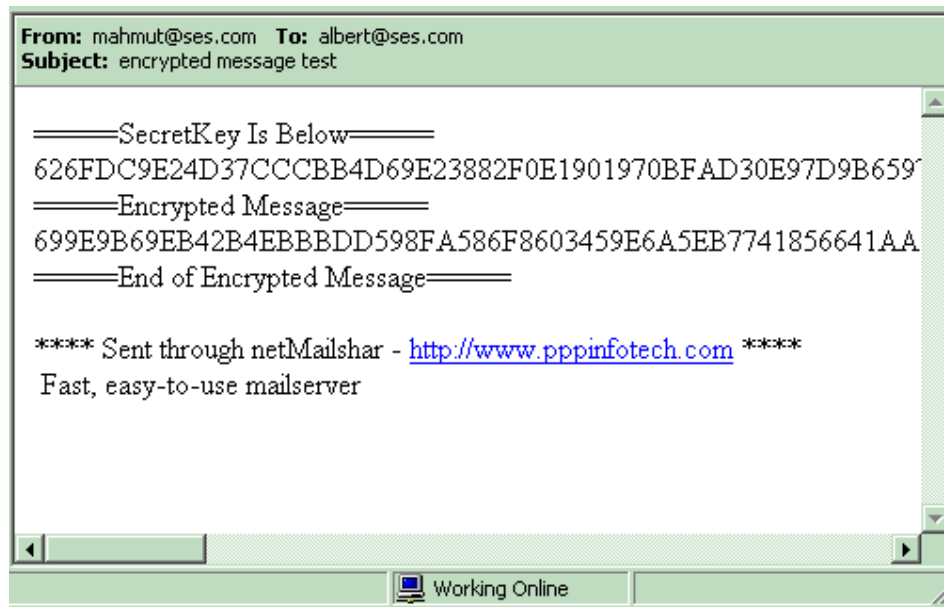 From: mahmut@ses.com To: albert@ses.com
Subject: encrypted message test
=====SecretKey Is Below=====
626FDC9E24D37CCCBB4D69E23882F0E1901970BFAD30E97D9B659
=====Encrypted Message=====
699E9B69EB42B4EBBBDD598FA586F8603459E6A5EB7741856641AA
=====End of Encrypted Message=====
**** Sent through netMailshar - http://www.pppinfotech.com ****
Fast, easy-to-use mailserver
Working Online